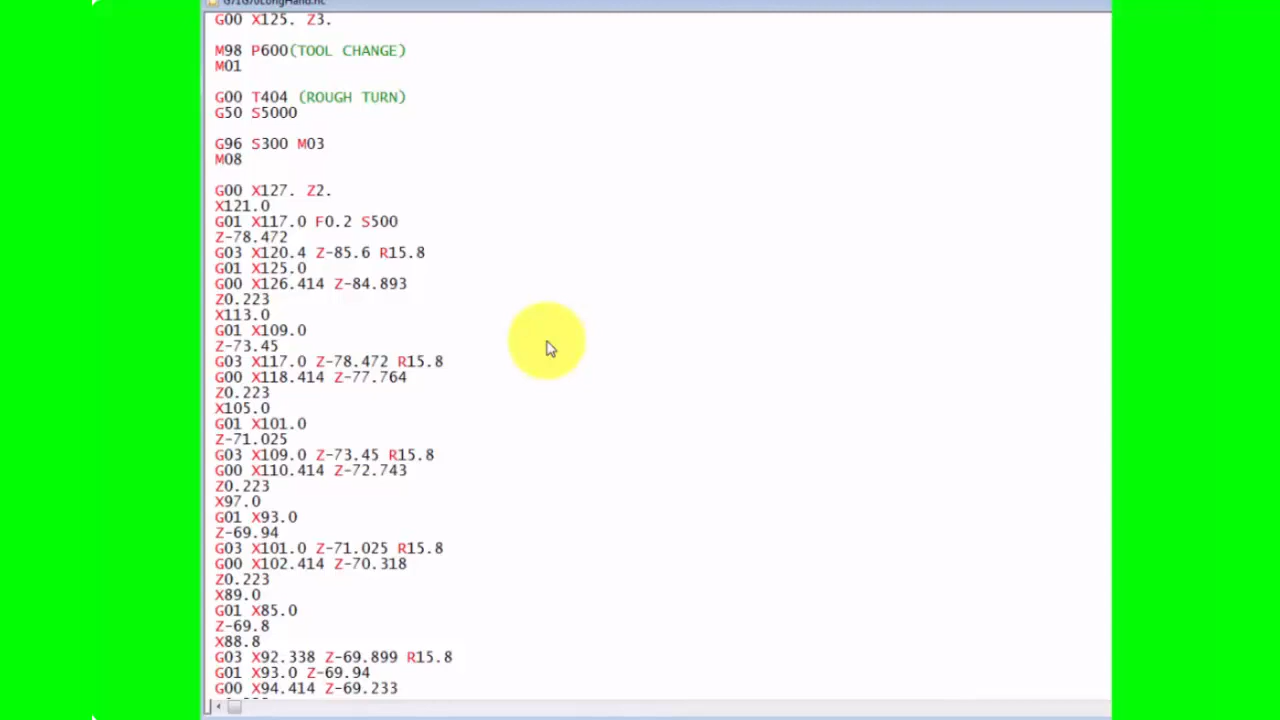 G71G70LongHand.nc
G00 X125. Z3.
M98 P600(TOOL CHANGE)
M01
G00 T404 (ROUGH TURN)
G50 S5000
G96 S300 M03
M08
G00 X127. Z2.
X121.0
G01 X117.0 F0.2 S500
Z-78.472
G03 X120.4 Z-85.6 R15.8
G01 X125.0
G00 X126.414 Z-84.893
Z0.223
X113.0
G01 X109.0
Z-73.45
G03 X117.0 Z-78.472 R15.8
G00 X118.414 Z-77.764
Z0.223
X105.0
G01 X101.0
Z-71.025
G03 X109.0 Z-73.45 R15.8
G00 X110.414 Z-72.743
Z0.223
X97.0
G01 X93.0
Z-69.94
G03 X101.0 Z-71.025 R15.8
G00 X102.414 Z-70.318
Z0.223
X89.0
G01 X85.0
Z-69.8
X88.8
G03 X92.338 Z-69.899 R15.8
G01 X93.0 Z-69.94
G00 X94.414 Z-69.233